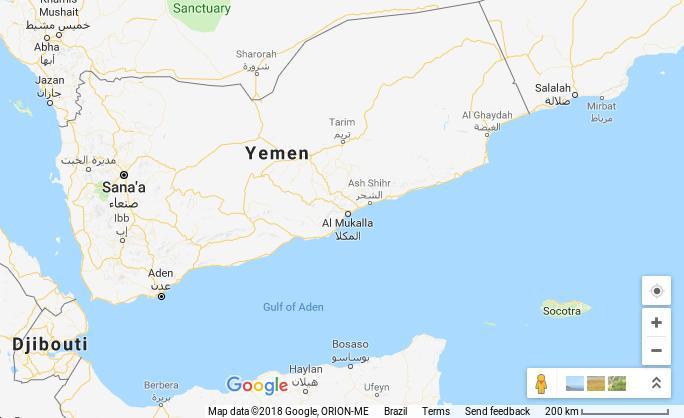 Sanctuary
Khamis
Mushait
خميس مشيط
Abha
أبها
Sharorah
شرورة
Jazan
جازان
Salalah
صلالة
Mirbat
مرباط
Al Ghaydah
الغيضة
Tarim
تريم
Yemen
مديرة الخبت
Sana'a
صنعاء
Ash Shihr
الشحر
Ibb
إب
Al Mukalla
المكلا
Aden
عدن
Gulf of Aden
Socotra
Djibouti
Bosaso
بوساسو
Haylan
هيلان
Ufeyn
Berbera
بربرة
Google
Map data ©2018 Google, ORION-ME Brazil Terms Send feedback 200 km